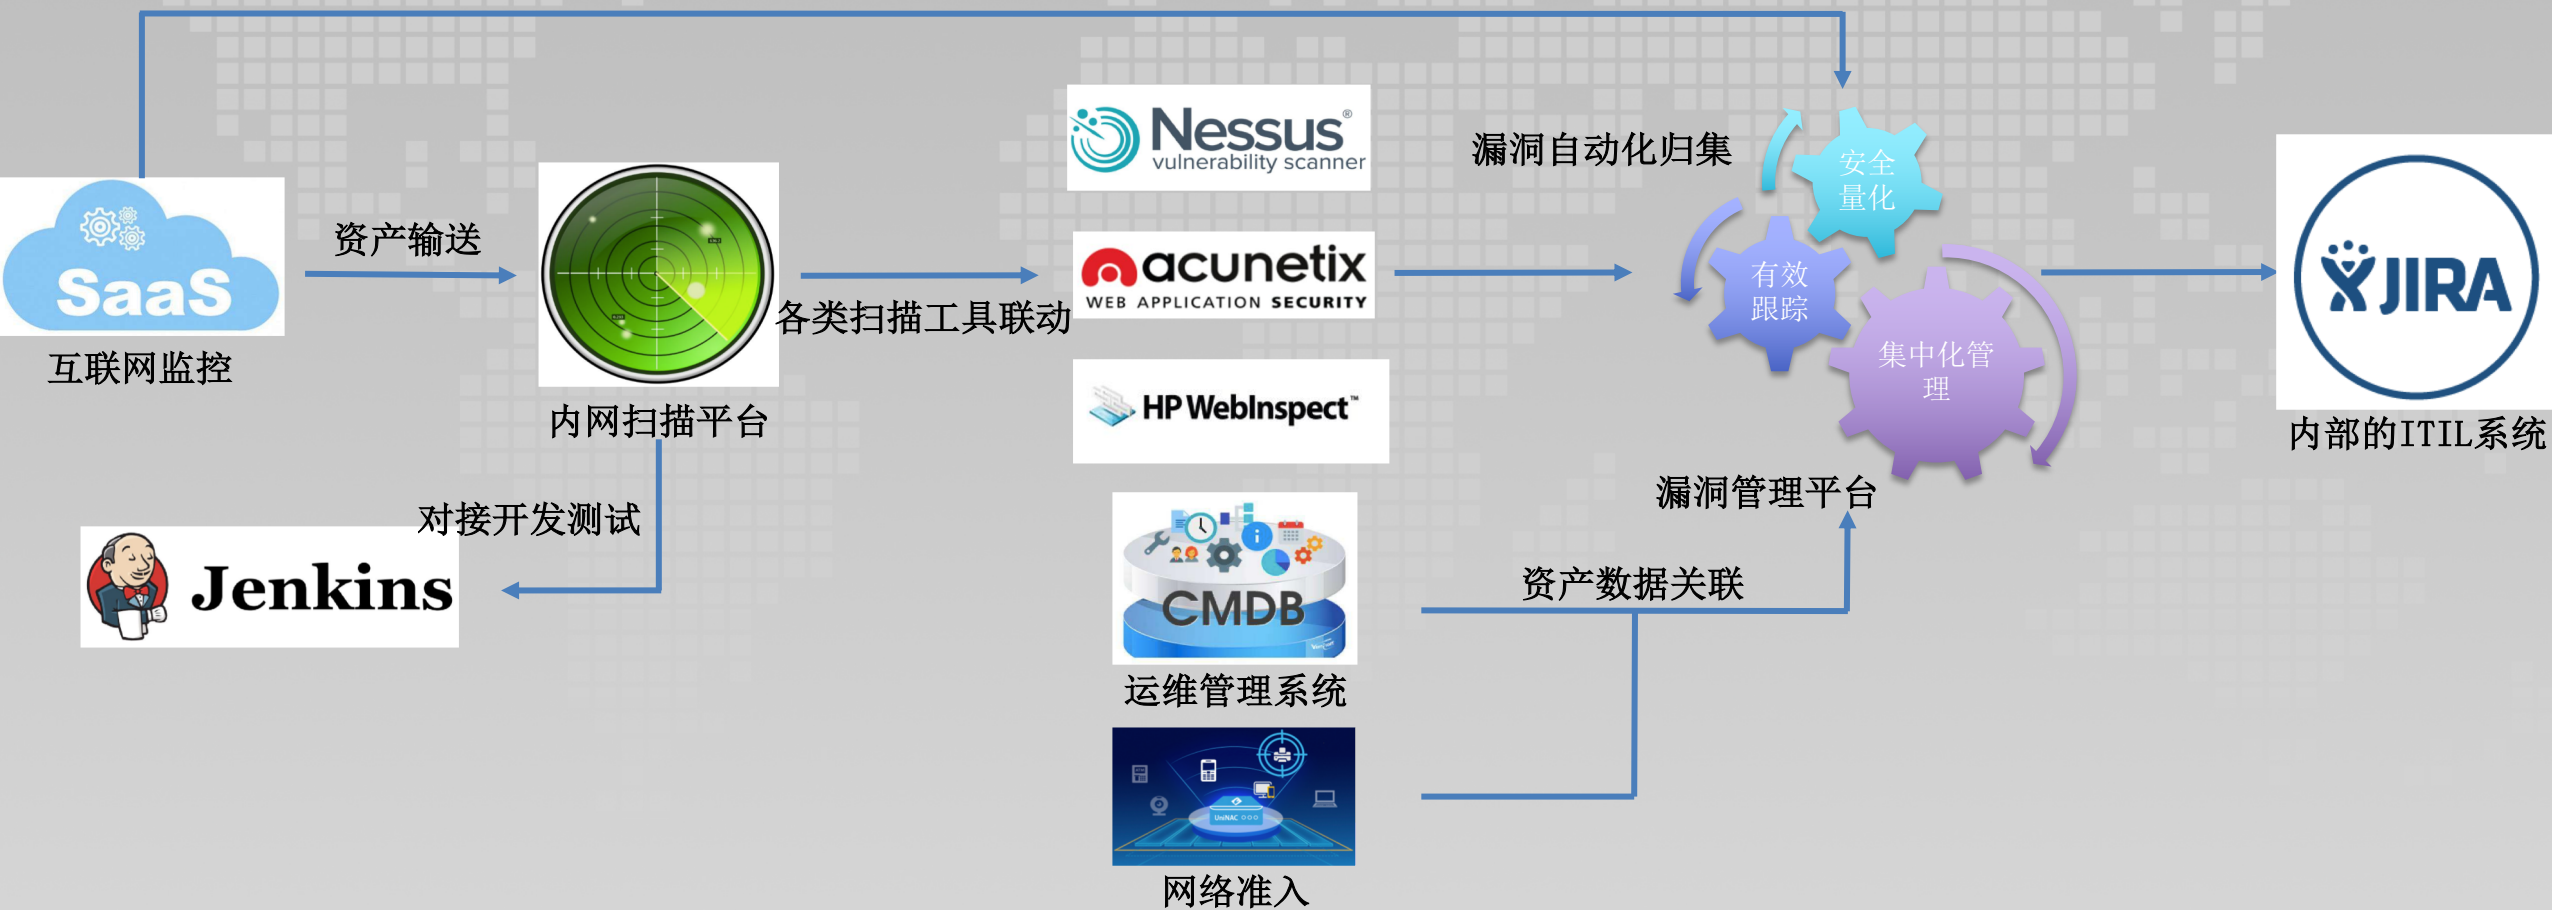 Nessus®
vulnerability scanner
漏洞自动化归集
安全
量化
SaaS
互联网监控
资产输送
内网扫描平台
各类扫描工具联动
acunetix
WEB APPLICATION SECURITY
HP WebInspect™
有效
跟踪
集中化管
理
漏洞管理平台
JIRA
内部的ITIL系统
对接开发测试
Jenkins
CMDB
运维管理系统
资产数据关联
UniNAC
网络准入